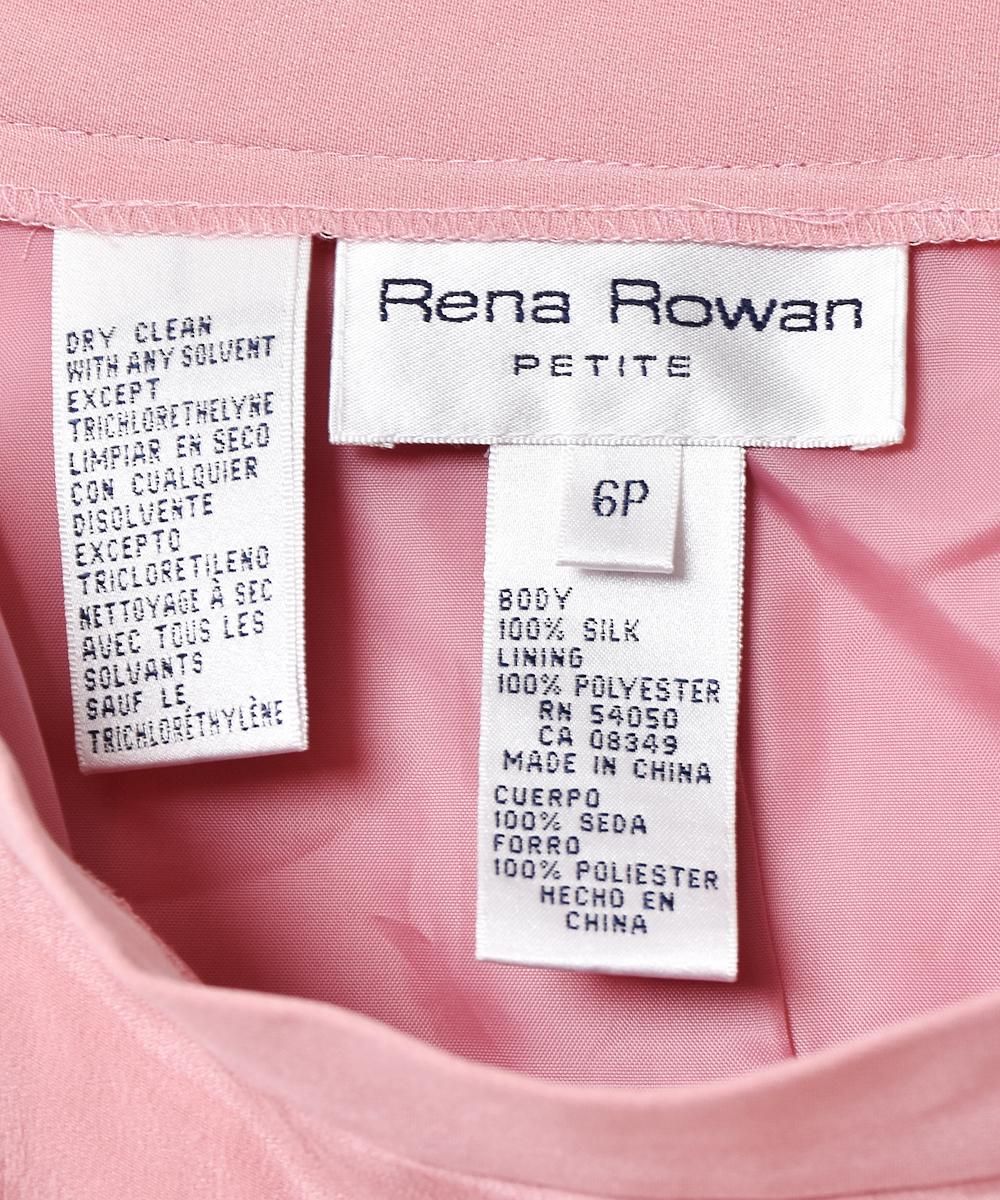 DRY CLEAN
WITH ANY SOLVENT
EXCEPT
TRICHLORETHELYNE
LIMPIAR EN SECO
CON CUALQUIER
DISOLVENTE
EXCEPTO
TRICLORETILENO
NETTOYAGE À SEC
AVEC TOUS LES
SOLVANTS
SAUF LE
TRICHLORÉTHYLÈNE
Rena Rowan
PETITE
6P
BODY
100% SILK
LINING
100% POLYESTER
RN 54050
CA 08349
MADE IN CHINA
CUERPO
100% SEDA
FORRO
100% POLIESTER
HECHO EN
CHINA